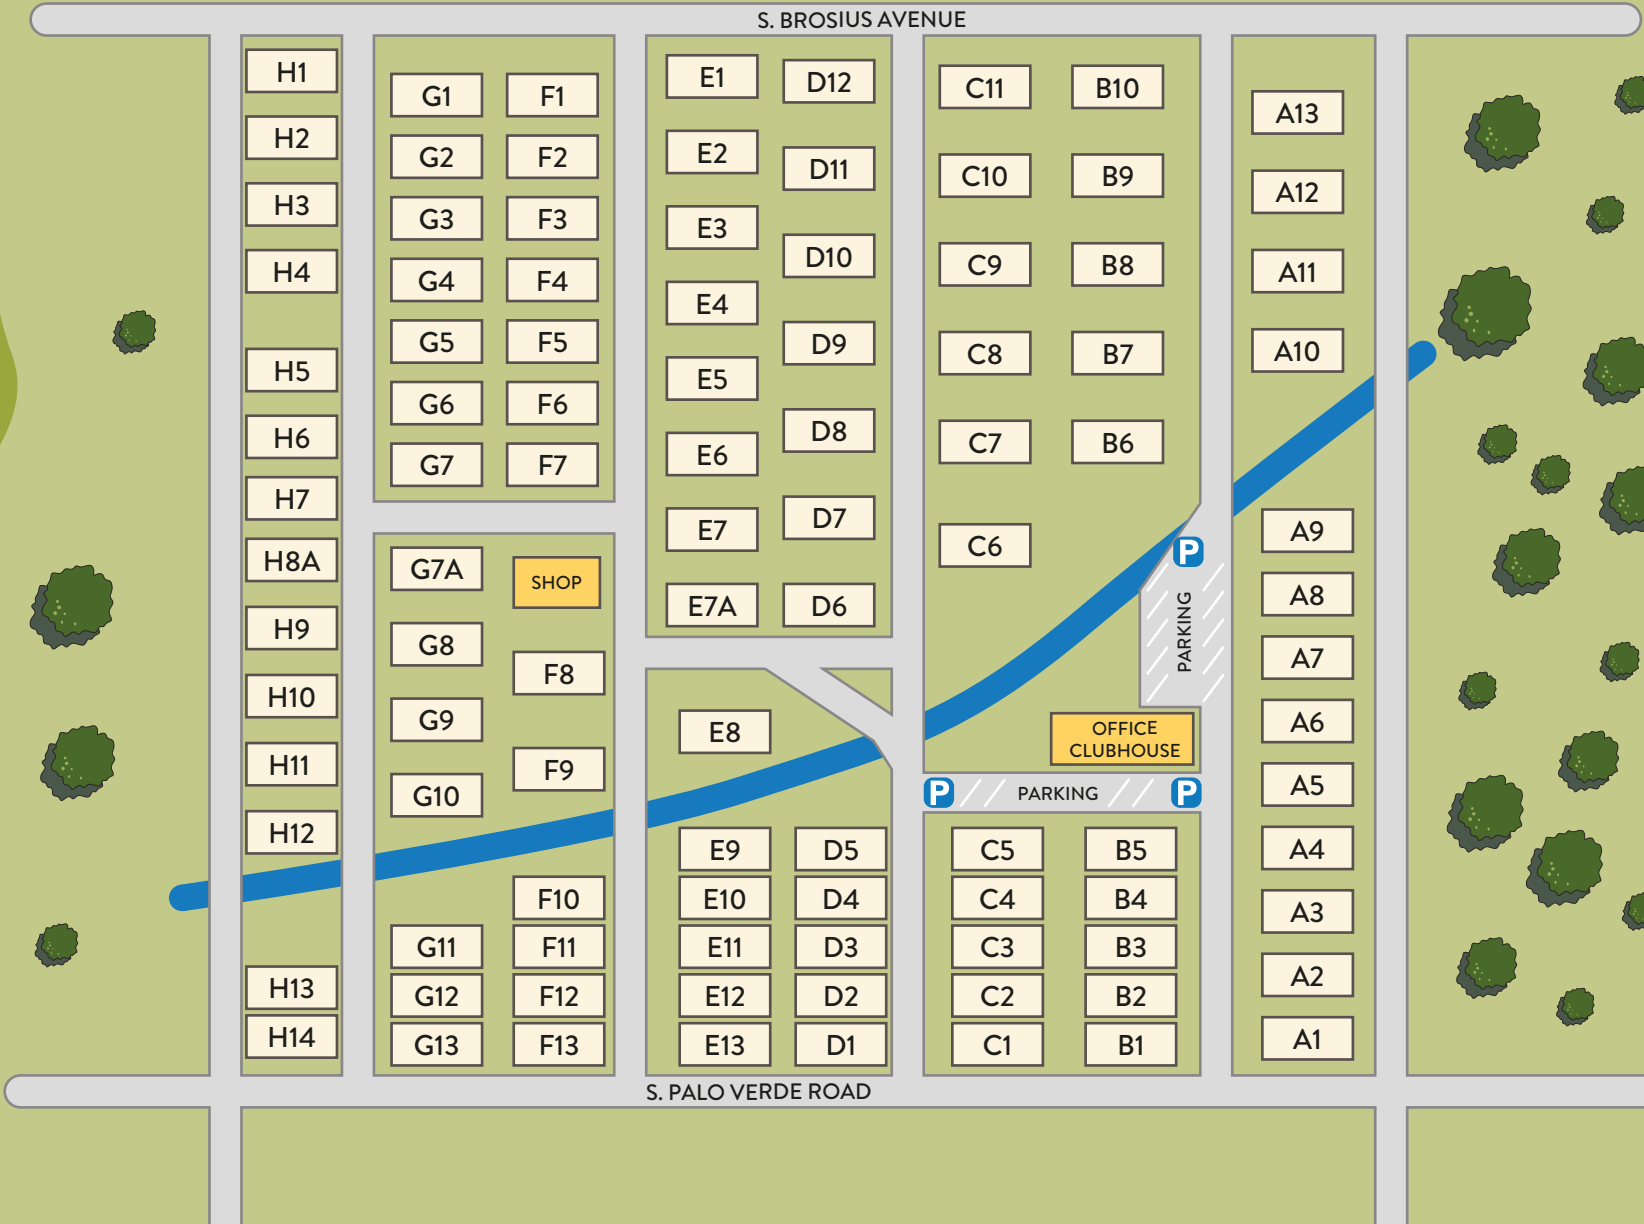 S. BROSIUS AVENUE
H1
H2
H3
H4
H5
H6
H7
H8A
H9
H10
H11
H12
H13
H14
G1
G2
G3
G4
G5
G6
G7
F1
F2
F3
F4
F5
F6
F7
G7A
G8
G9
G10
G11
G12
G13
SHOP
F8
F9
F10
F11
F12
F13
E1
E2
E3
E4
E5
E6
E7
E7A
D12
D11
D10
D9
D8
D7
D6
E8
E9
E10
E11
E12
E13
D5
D4
D3
D2
D1
C11
C10
C9
C8
C7
C6
B10
B9
B8
B7
B6
P
PARKING
OFFICE
CLUBHOUSE
P
PARKING
P
C5
C4
C3
C2
C1
B5
B4
B3
B2
B1
A13
A12
A11
A10
A9
A8
A7
A6
A5
A4
A3
A2
A1
S. PALO VERDE ROAD